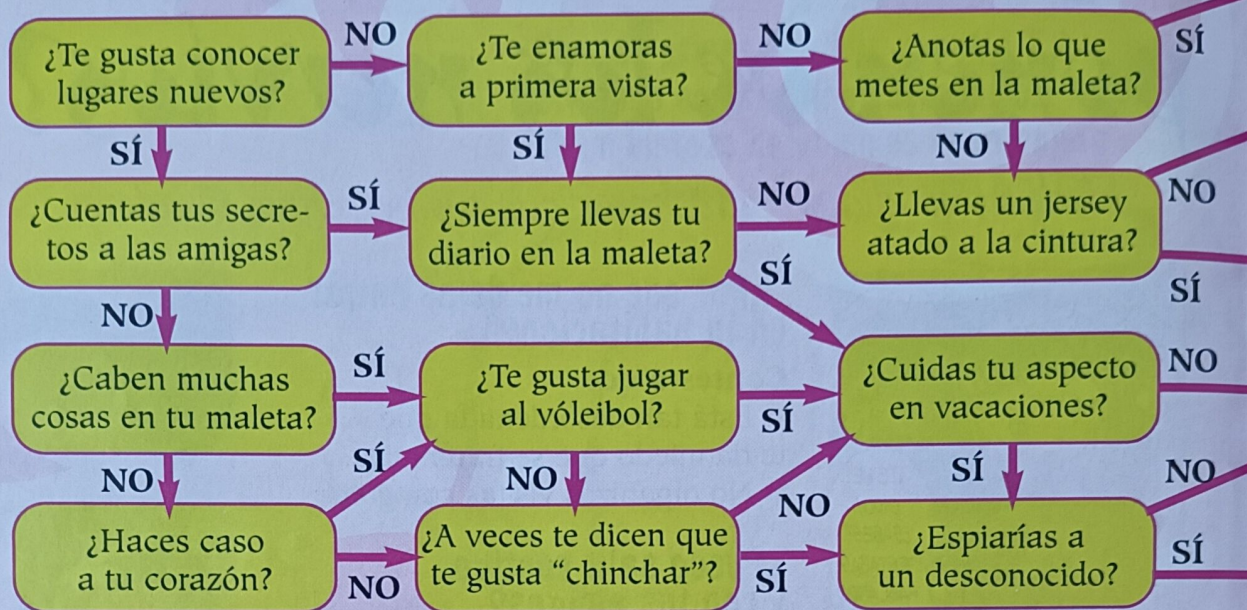 ¿Te gusta conocer
lugares nuevos?
NO
¿Te enamoras
a primera vista?
NO
¿Anotas lo que
metes en la maleta?
SÍ
SÍ
SÍ
NO
¿Cuentas tus secre-
tos a las amigas?
SÍ
¿Siempre llevas tu
diario en la maleta?
NO
SÍ
¿Llevas un jersey
atado a la cintura?
NO
SÍ
NO
¿Caben muchas
cosas en tu maleta?
SÍ
¿Te gusta jugar
al vóleibol?
SÍ
¿Cuidas tu aspecto
en vacaciones?
NO
NO
SÍ
NO
SÍ
¿Haces caso
a tu corazón?
NO
¿A veces te dicen que
te gusta “chinchar”?
NO
SÍ
¿Espiarías a
un desconocido?
NO
SÍ